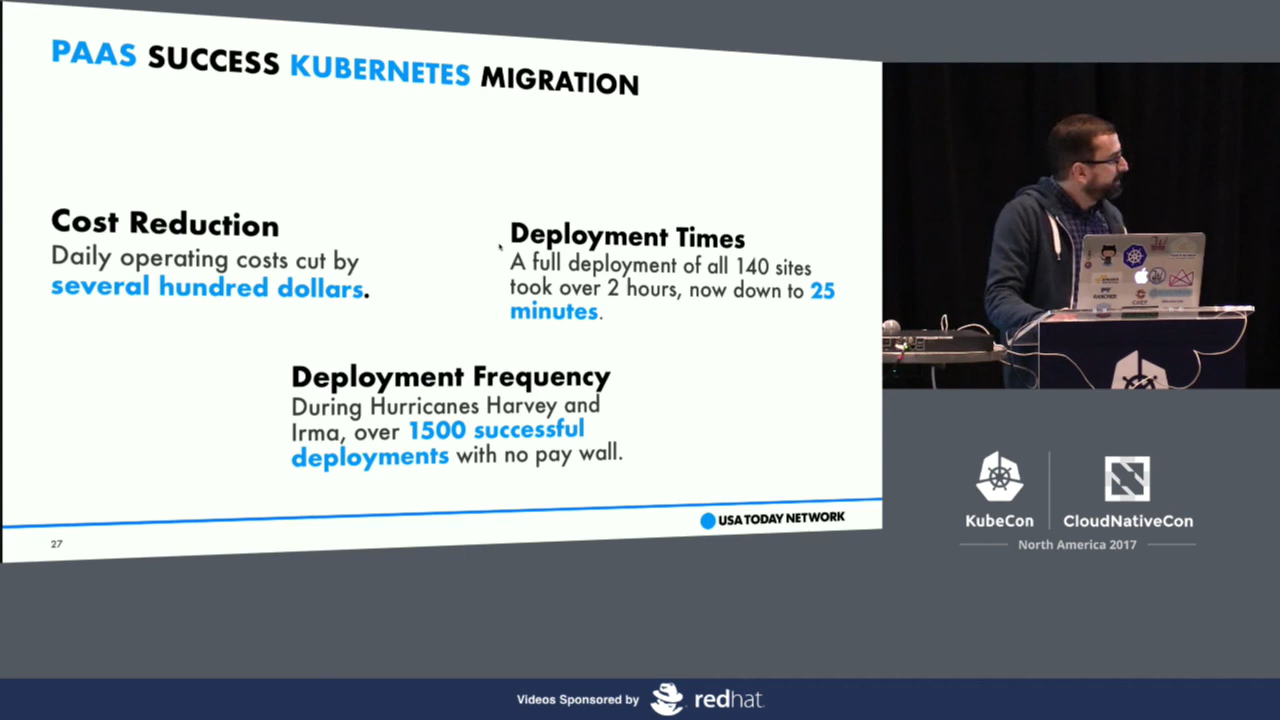 PAAS SUCCESS KUBERNETES MIGRATION
Cost Reduction
Daily operating costs cut by
several hundred dollars.
Deployment Times
A full deployment of all 140 sites
took over 2 hours, now down to 25
minutes.
Deployment Frequency
During Hurricanes Harvey and
Irma, over 1500 successful
deployments with no pay wall.
USA TODAY NETWORK
27
RANCHER
CHEF
KubeCon
CloudNativeCon
North America 2017
Videos Sponsored by
redhat